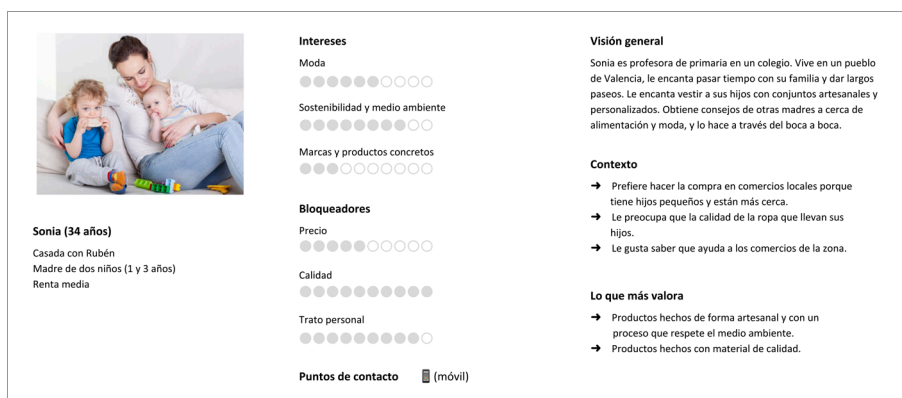 Sonia (34 años)
Casada con Rubén
Madre de dos niños (1 y 3 años)
Renta media
Intereses
Moda
Sostenibilidad y medio ambiente
Marcas y productos concretos
Bloqueadores
Precio
Calidad
Trato personal
Puntos de contacto (móvil)
Visión general
Sonia es profesora de primaria en un colegio. Vive en un pueblo
de Valencia, le encanta pasar tiempo con su familia y dar largos
paseos. Le encanta vestir a sus hijos con conjuntos artesanales y
personalizados. Obtiene consejos de otras madres a cerca de
alimentación y moda, y lo hace a través del boca a boca.
Contexto
➔ Prefiere hacer la compra en comercios locales porque
tiene hijos pequeños y están más cerca.
➔ Le preocupa que la calidad de la ropa que llevan sus
hijos.
➔ Le gusta saber que ayuda a los comercios de la zona.
Lo que más valora
➔ Productos hechos de forma artesanal y con un
proceso que respete el medio ambiente.
➔ Productos hechos con material de calidad.